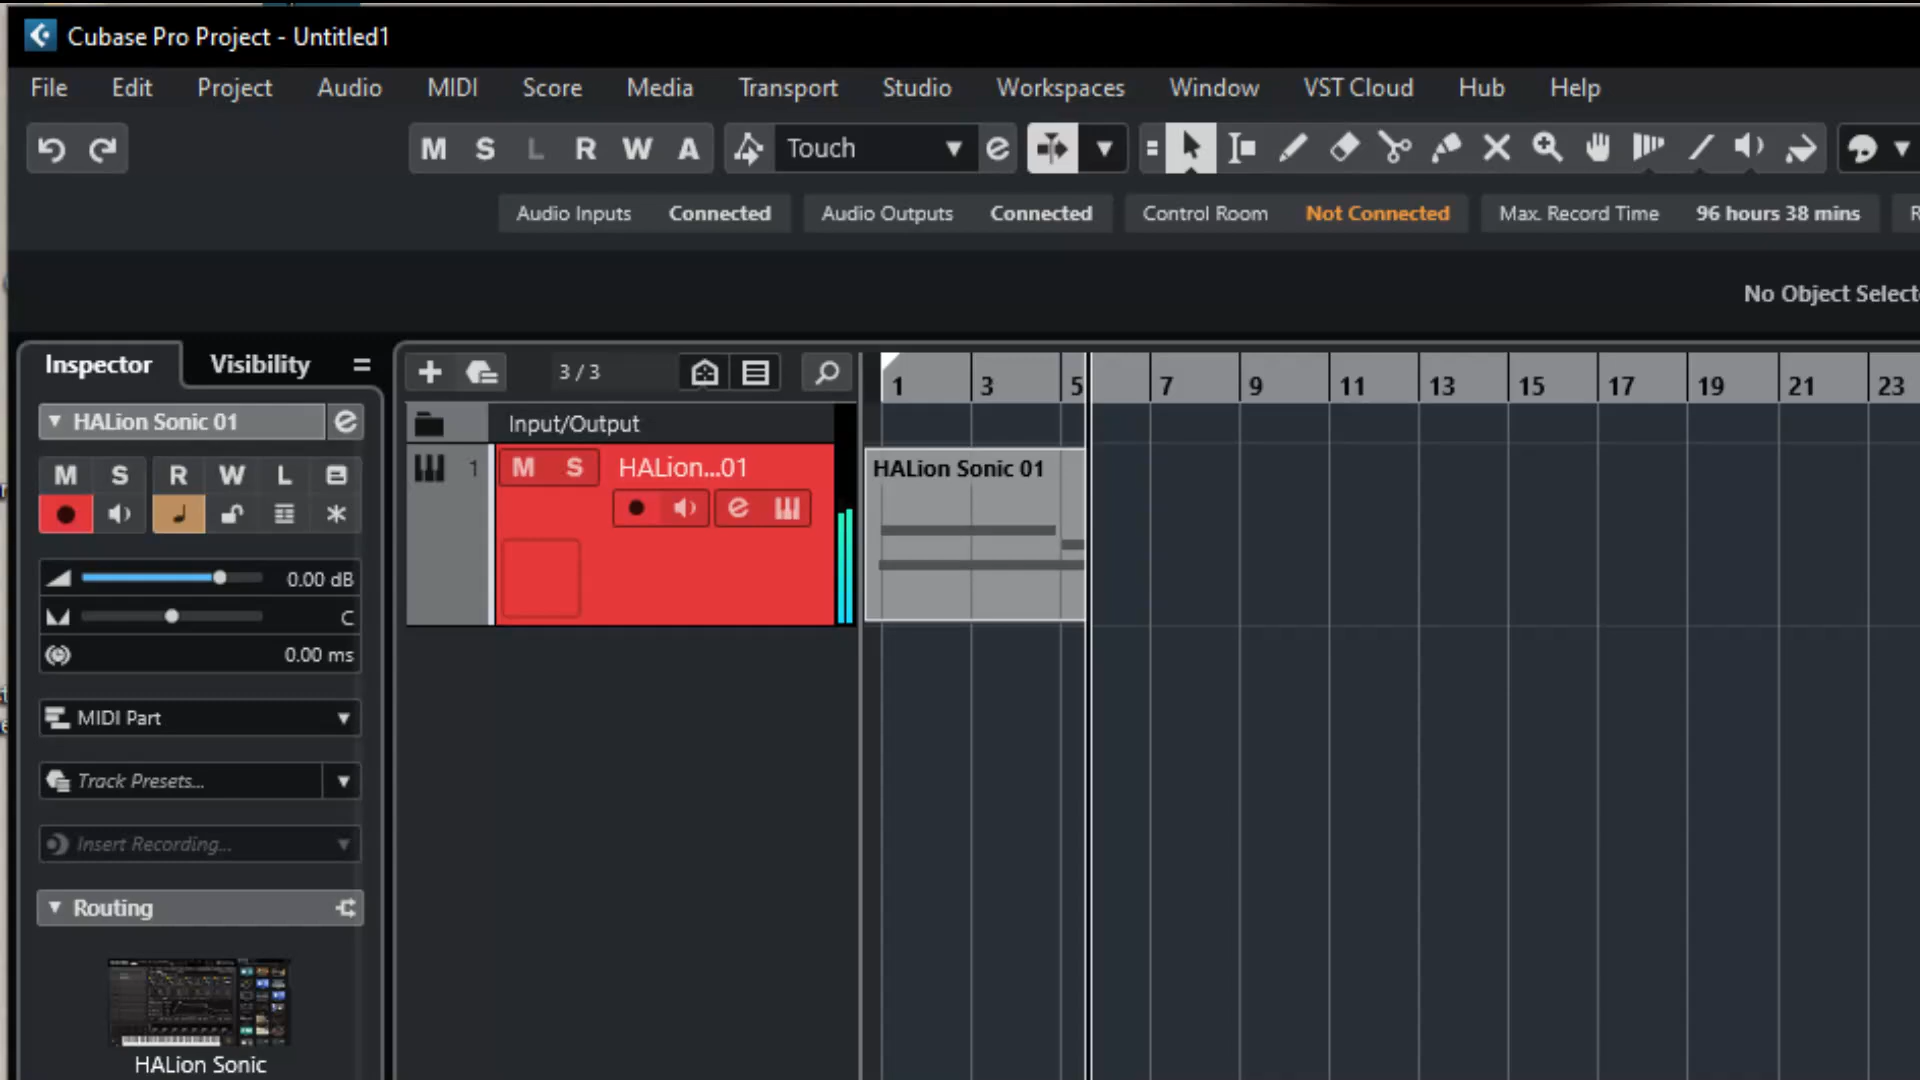 Cubase Pro Project - Untitled1
File Edit Project Audio MIDI Score Media Transport Studio Workspaces Window VST Cloud Hub Help
M S L R W A Touch e
Audio Inputs Connected Audio Outputs Connected Control Room Not Connected Max. Record Time 96 hours 38 mins R
No Object Select
Inspector Visibility
3 / 3
1 3 5 7 9 11 13 15 17 19 21 23
HALion Sonic 01 e
Input/Output
M S R W L
1 M S HALion...01
e
HALion Sonic 01
0.00 dB
C
0.00 ms
MIDI Part
Track Presets...
Insert Recording...
Routing
HALion Sonic